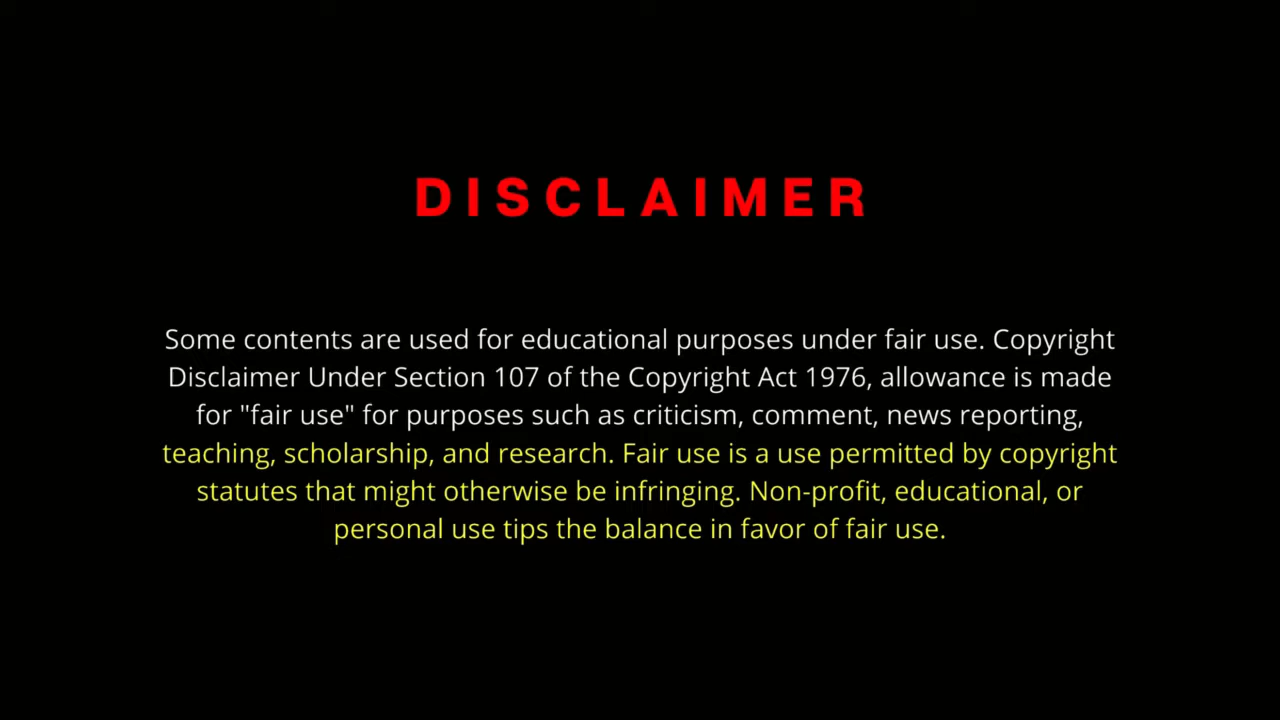 DISCLAIMER
Some contents are used for educational purposes under fair use. Copyright
Disclaimer Under Section 107 of the Copyright Act 1976, allowance is made
for "fair use" for purposes such as criticism, comment, news reporting,
teaching, scholarship, and research. Fair use is a use permitted by copyright
statutes that might otherwise be infringing. Non-profit, educational, or
personal use tips the balance in favor of fair use.